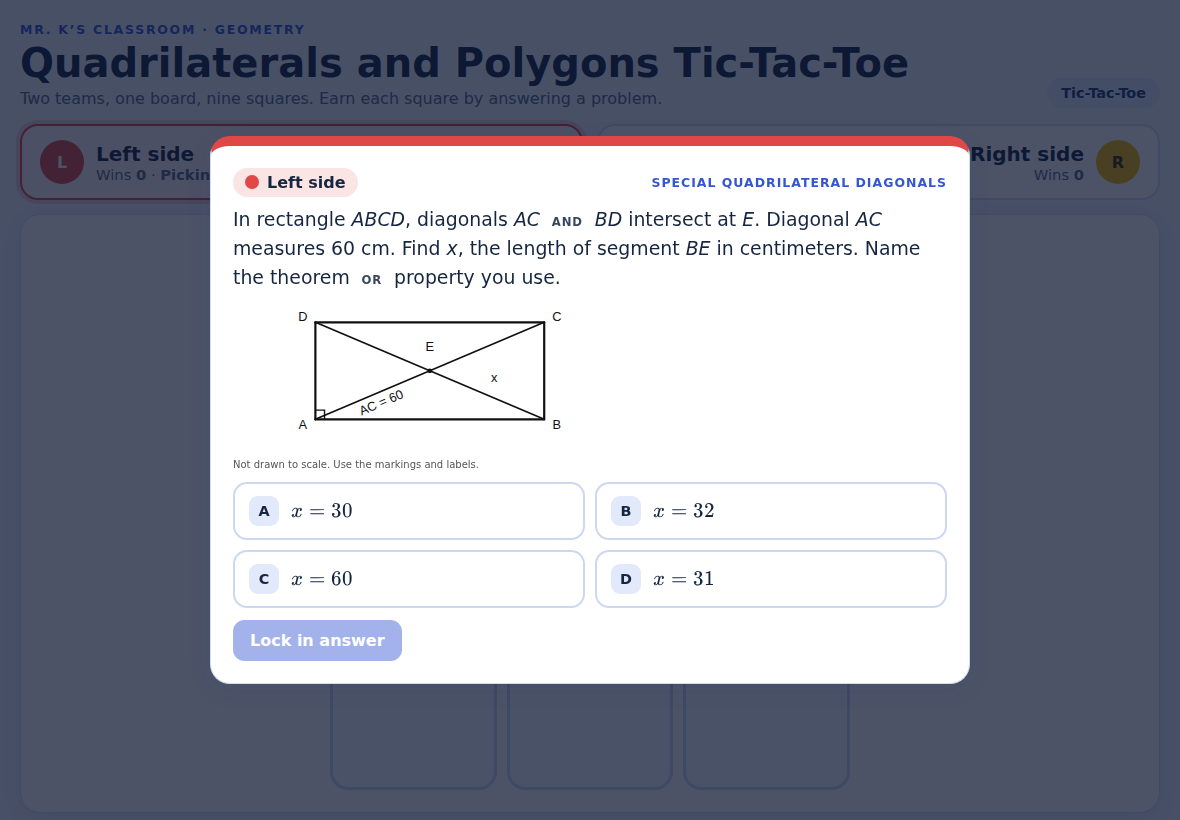 MR. K'S CLASSROOM · GEOMETRY
Quadrilaterals and Polygons Tic-Tac-Toe
Two teams, one board, nine squares. Earn each square by answering a problem.
Tic-Tac-Toe
L
Left side
Wins 0 · Pickin
Right side
Wins 0
R
Left side
SPECIAL QUADRILATERAL DIAGONALS
In rectangle ABCD, diagonals AC AND BD intersect at E. Diagonal AC
measures 60 cm. Find x, the length of segment BE in centimeters. Name
the theorem OR property you use.
D
C
E
x
AC = 60
A
B
Not drawn to scale. Use the markings and labels.
A x = 30
B x = 32
C x = 60
D x = 31
Lock in answer